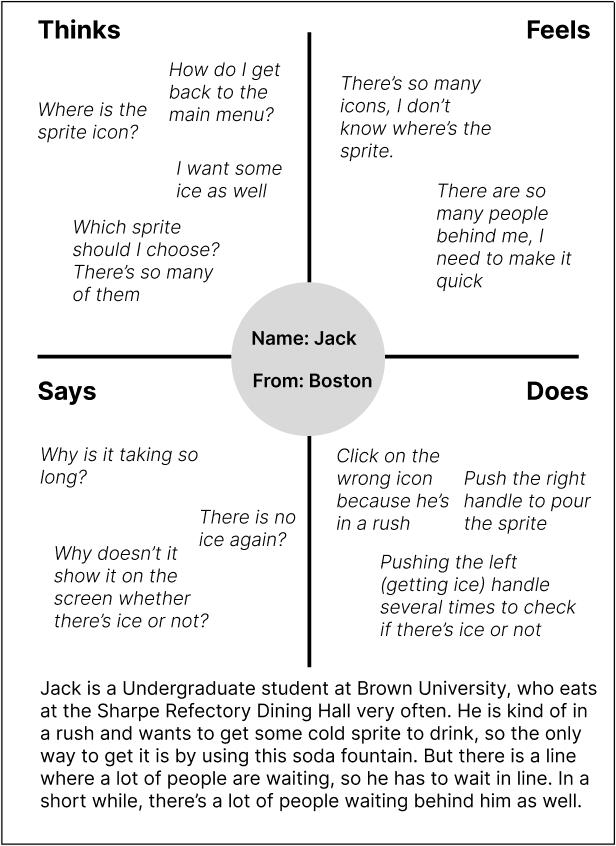 Thinks
Where is the
sprite icon?
How do I get
back to the
main menu?
I want some
ice as well
Which sprite
should I choose?
There's so many
of them
Feels
There's so many
icons, I don't
know where's the
sprite.
There are so
many people
behind me, I
need to make it
quick
Name: Jack
From: Boston
Says
Why is it taking so
long?
There is no
ice again?
Why doesn't it
show it on the
screen whether
there's ice or not?
Does
Click on the
wrong icon
because he's
in a rush
Push the right
handle to pour
the sprite
Pushing the left
(getting ice) handle
several times to check
if there's ice or not
Jack is a Undergraduate student at Brown University, who eats
at the Sharpe Refectory Dining Hall very often. He is kind of in
a rush and wants to get some cold sprite to drink, so the only
way to get it is by using this soda fountain. But there is a line
where a lot of people are waiting, so he has to wait in line. In a
short while, there's a lot of people waiting behind him as well.